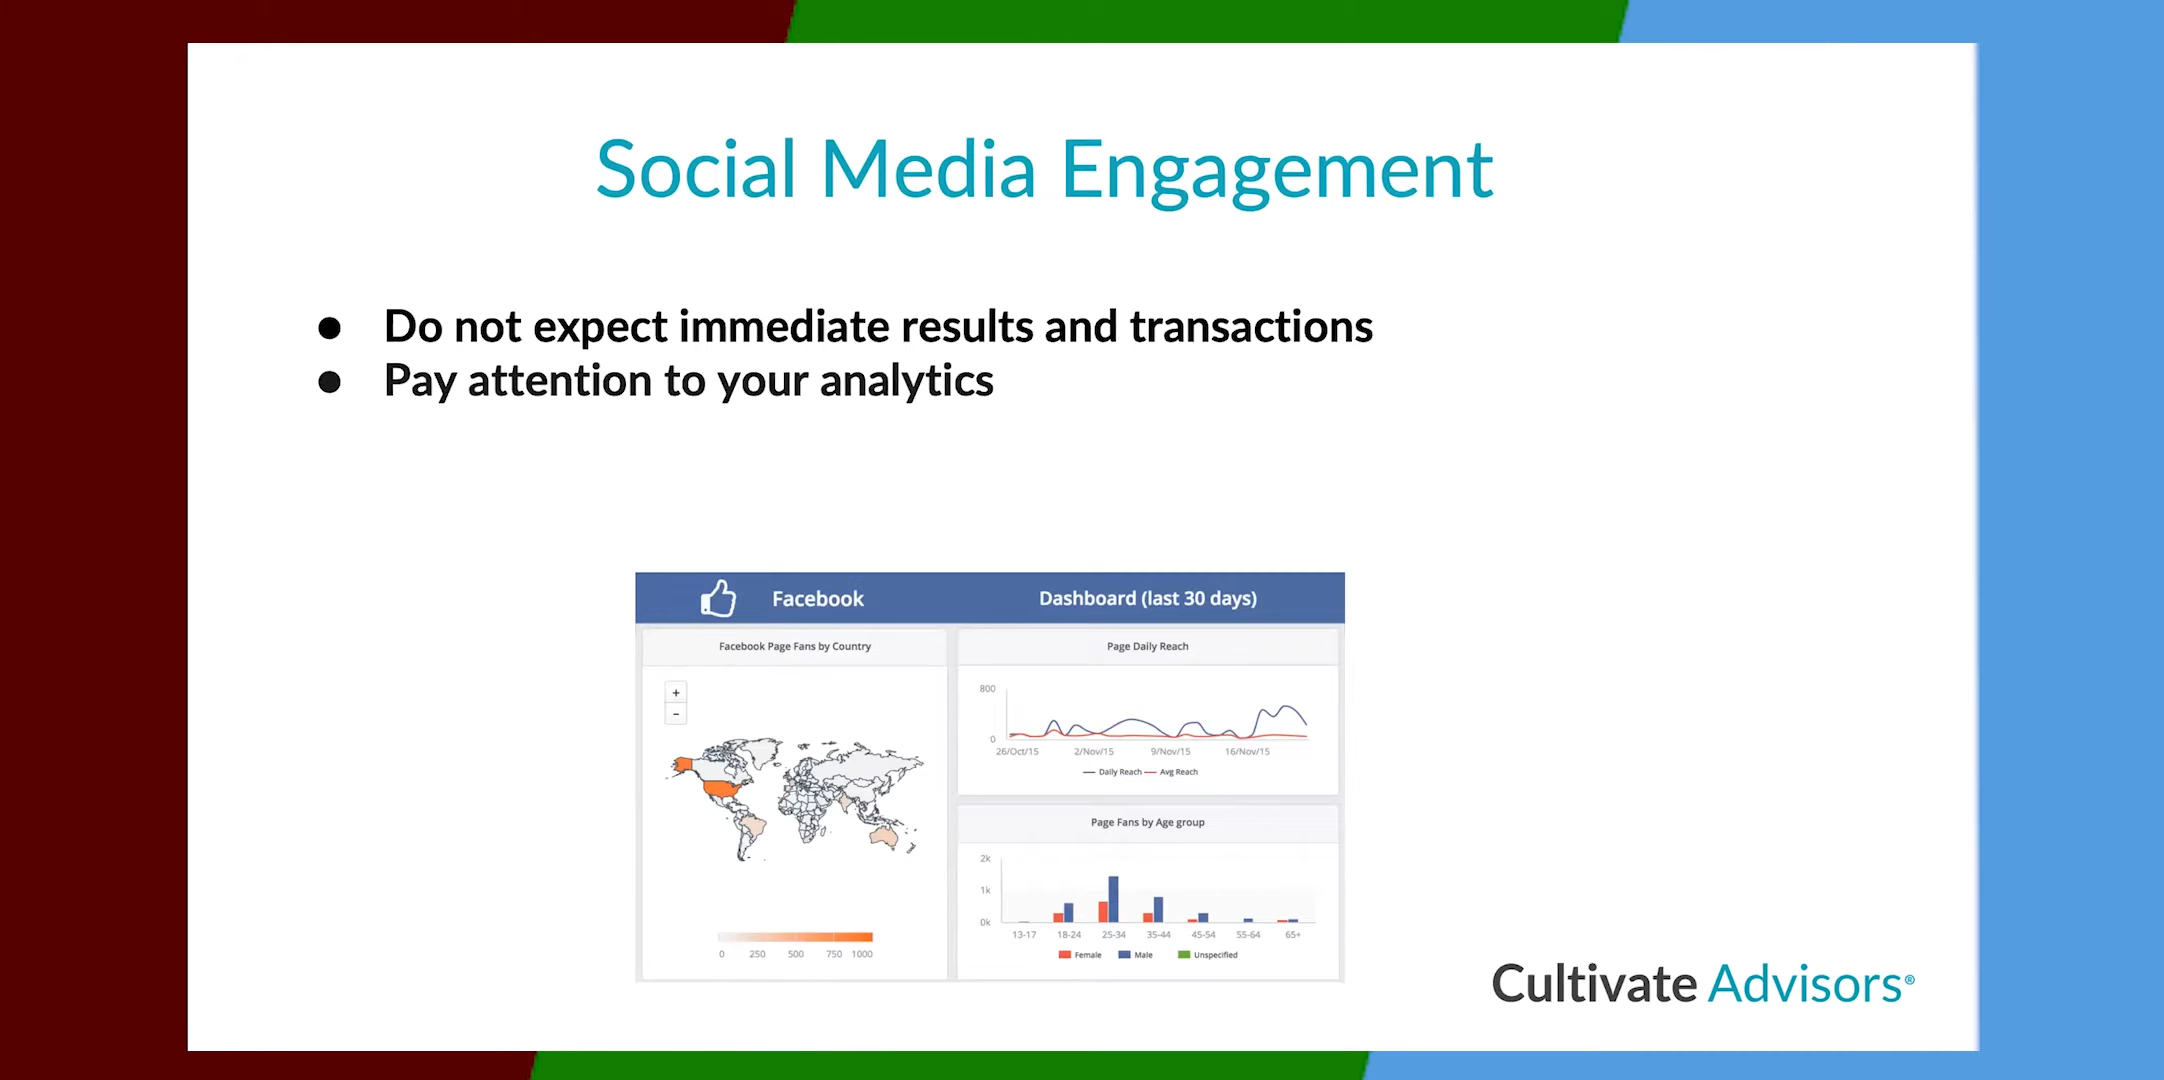 Social Media Engagement
● Do not expect immediate results and transactions
● Pay attention to your analytics
Facebook
Dashboard (last 30 days)
Facebook Page Fans by Country
+
−
0 250 500 750 1000
Page Daily Reach
800
0
26/Oct/15 2/Nov/15 9/Nov/15 16/Nov/15
Daily Reach Avg Reach
Page Fans by Age group
2k
1k
0k
13-17 18-24 25-34 35-44 45-54 55-64 65+
Female Male Unspecified
Cultivate Advisors®